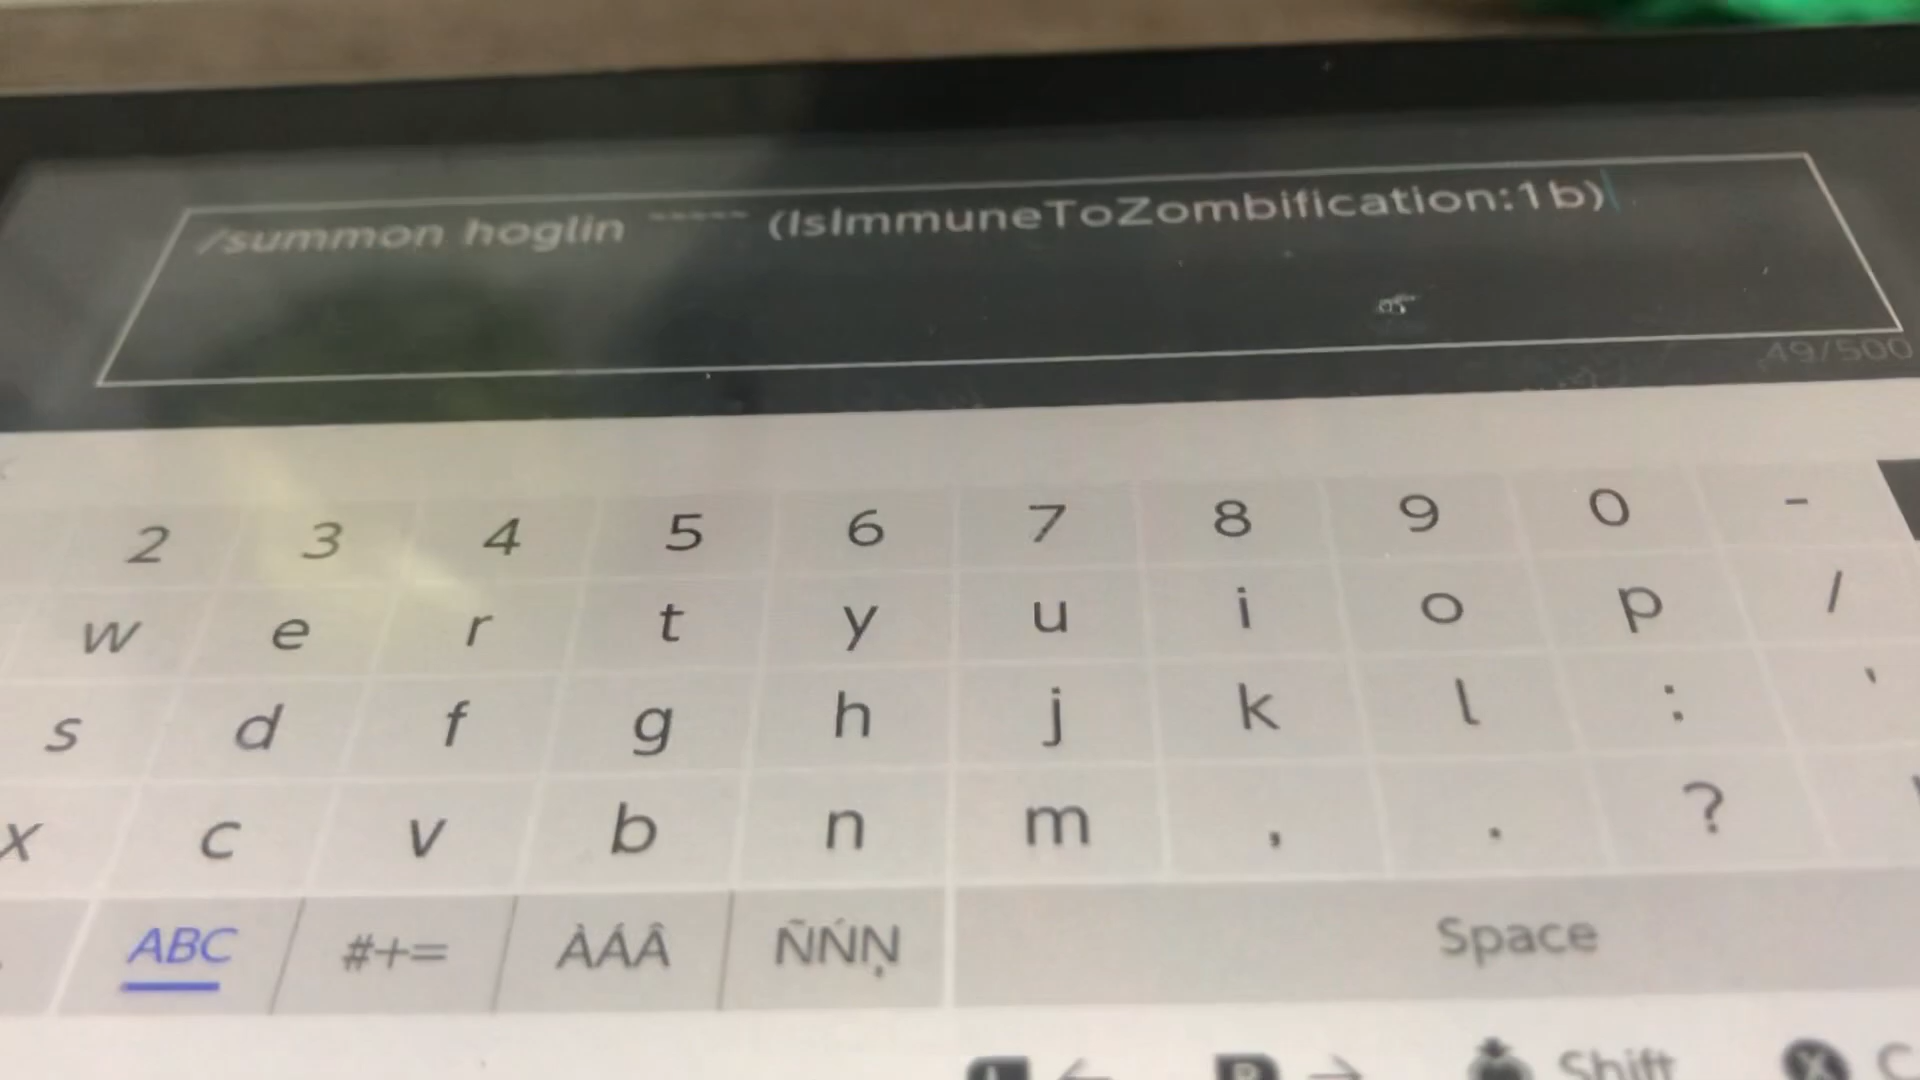 /summon hoglin ~~~~~ (IsImmuneToZombification:1b)
49/500
2 3 4 5 6 7 8 9 0 -
w e r t y u i o p /
s d f g h j k l : '
x c v b n m , . ?
ABC #+= ÀÁÂ ÑŃŅ Space
Shift X